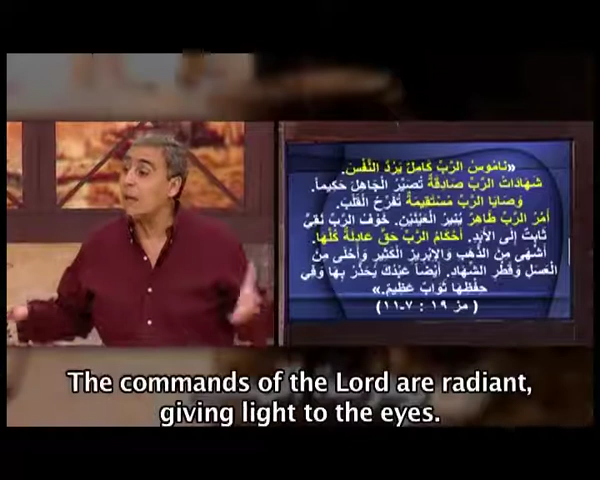 «نَامُوسُ الرَّبِّ كَامِلٌ يَرُدُّ النَّفْسَ.
شَهَادَاتُ الرَّبِّ صَادِقَةٌ تُصَيِّرُ الْجَاهِلَ حَكِيماً.
وَصَايَا الرَّبِّ مُسْتَقِيمَةٌ تُفَرِّحُ الْقَلْبَ.
أَمْرُ الرَّبِّ طَاهِرٌ يُنِيرُ الْعَيْنَيْنِ. خَوْفُ الرَّبِّ نَقِيٌّ
ثَابِتٌ إِلَى الأَبَدِ. أَحْكَامُ الرَّبِّ حَقٌّ عَادِلَةٌ كُلُّهَا.
أَشْهَى مِنَ الذَّهَبِ وَالإِبْرِيزِ الْكَثِيرِ وَأَحْلَى مِنَ
الْعَسَلِ وَقَطْرِ الشِّهَادِ. أَيْضاً عَبْدُكَ يُحَذَّرُ بِهَا وَفِي
حِفْظِهَا ثَوَابٌ عَظِيمٌ.»
( مز ١٩ : ٧-١١)
The commands of the Lord are radiant,
giving light to the eyes.